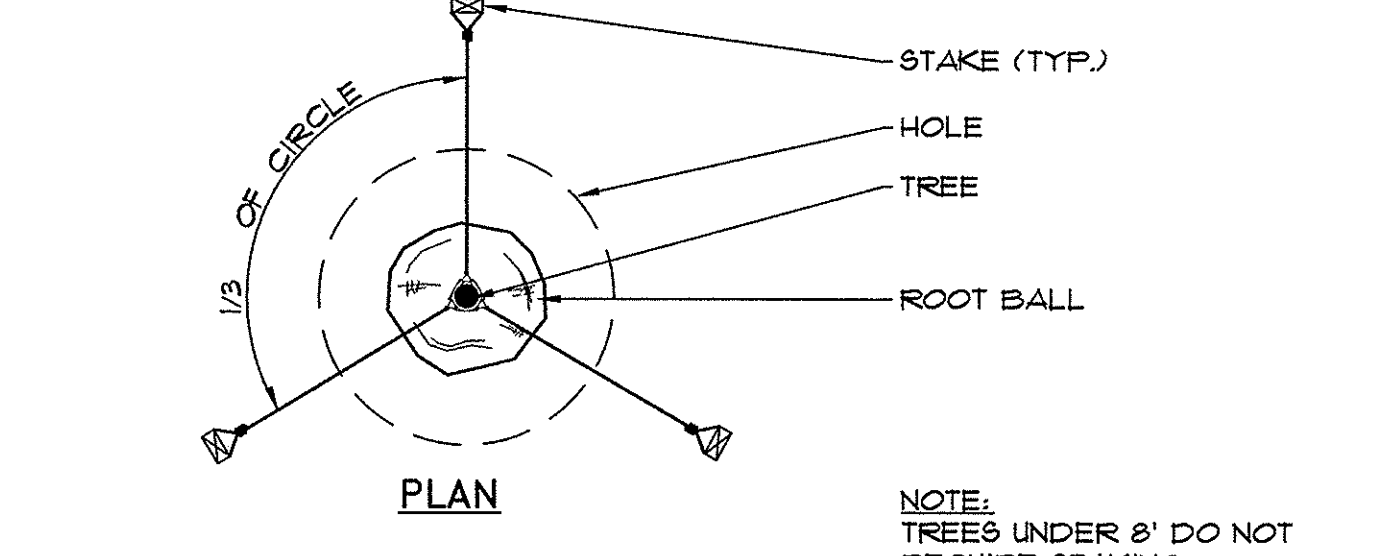 STAKE (TYP.)
HOLE
TREE
ROOT BALL
1/3 OF CIRCLE
PLAN
NOTE:
TREES UNDER 8' DO NOT